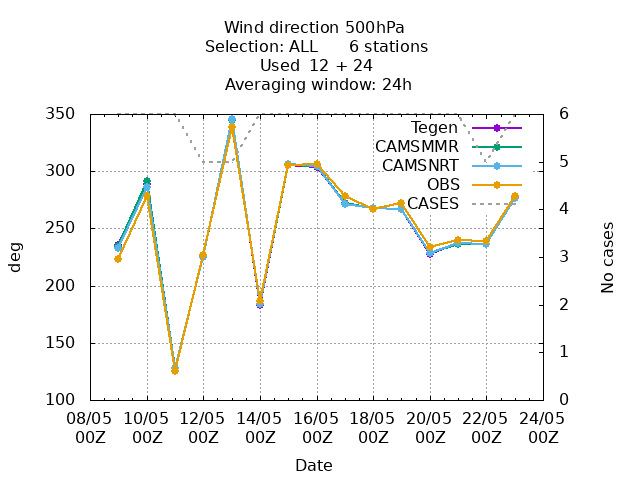 Wind direction 500hPa
Selection: ALL 6 stations
Used 12 + 24
Averaging window: 24h
350
300
250
200
150
100
deg
Tegen
CAMSMMR
CAMSNRT
OBS
CASES
6
5
4
3
2
1
0
No cases
08/05 10/05 12/05 14/05 16/05 18/05 20/05 22/05 24/05
00Z 00Z 00Z 00Z 00Z 00Z 00Z 00Z 00Z
Date